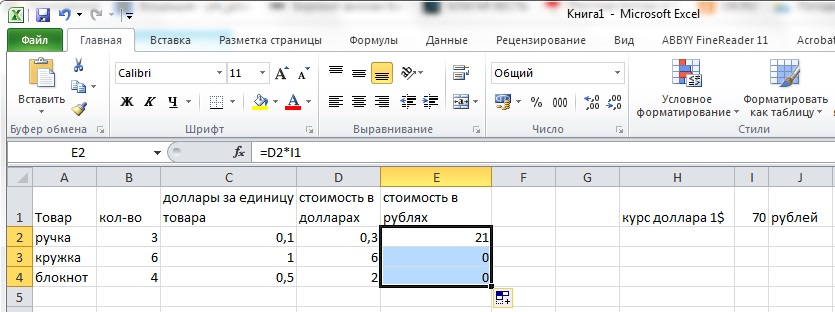 Книга1 - Microsoft Excel
Файл Главная Вставка Разметка страницы Формулы Данные Рецензирование Вид ABBYY FineReader 11 Acrobat
Вставить
Calibri 11
Ж К Ч
Общий
% 000
Условное форматирование
Форматировать как таблицу
Буфер обмена Шрифт Выравнивание Число Стили
E2 fx =D2*I1
A B C D E F G H I J
1 Товар кол-во доллары за единицу товара стоимость в долларах стоимость в рублях курс доллара 1$ 70 рублей
2 ручка 3 0,1 0,3 21
3 кружка 6 1 6 0
4 блокнот 4 0,5 2 0
5